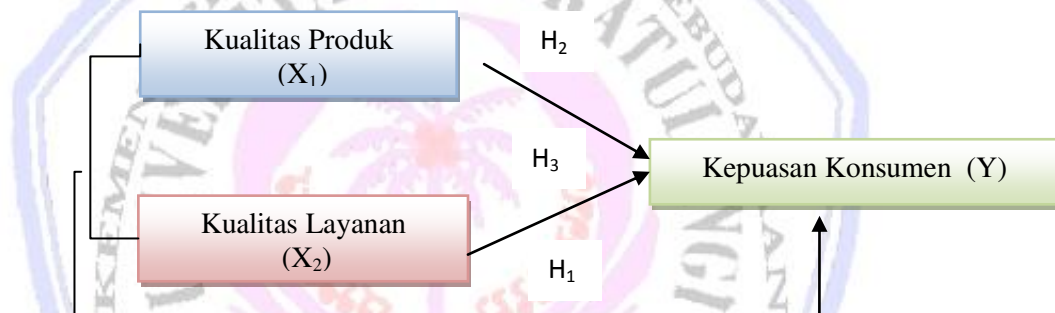 Kualitas Produk
(X₁)
H₂
H₃
Kepuasan Konsumen (Y)
Kualitas Layanan
(X₂)
H₁